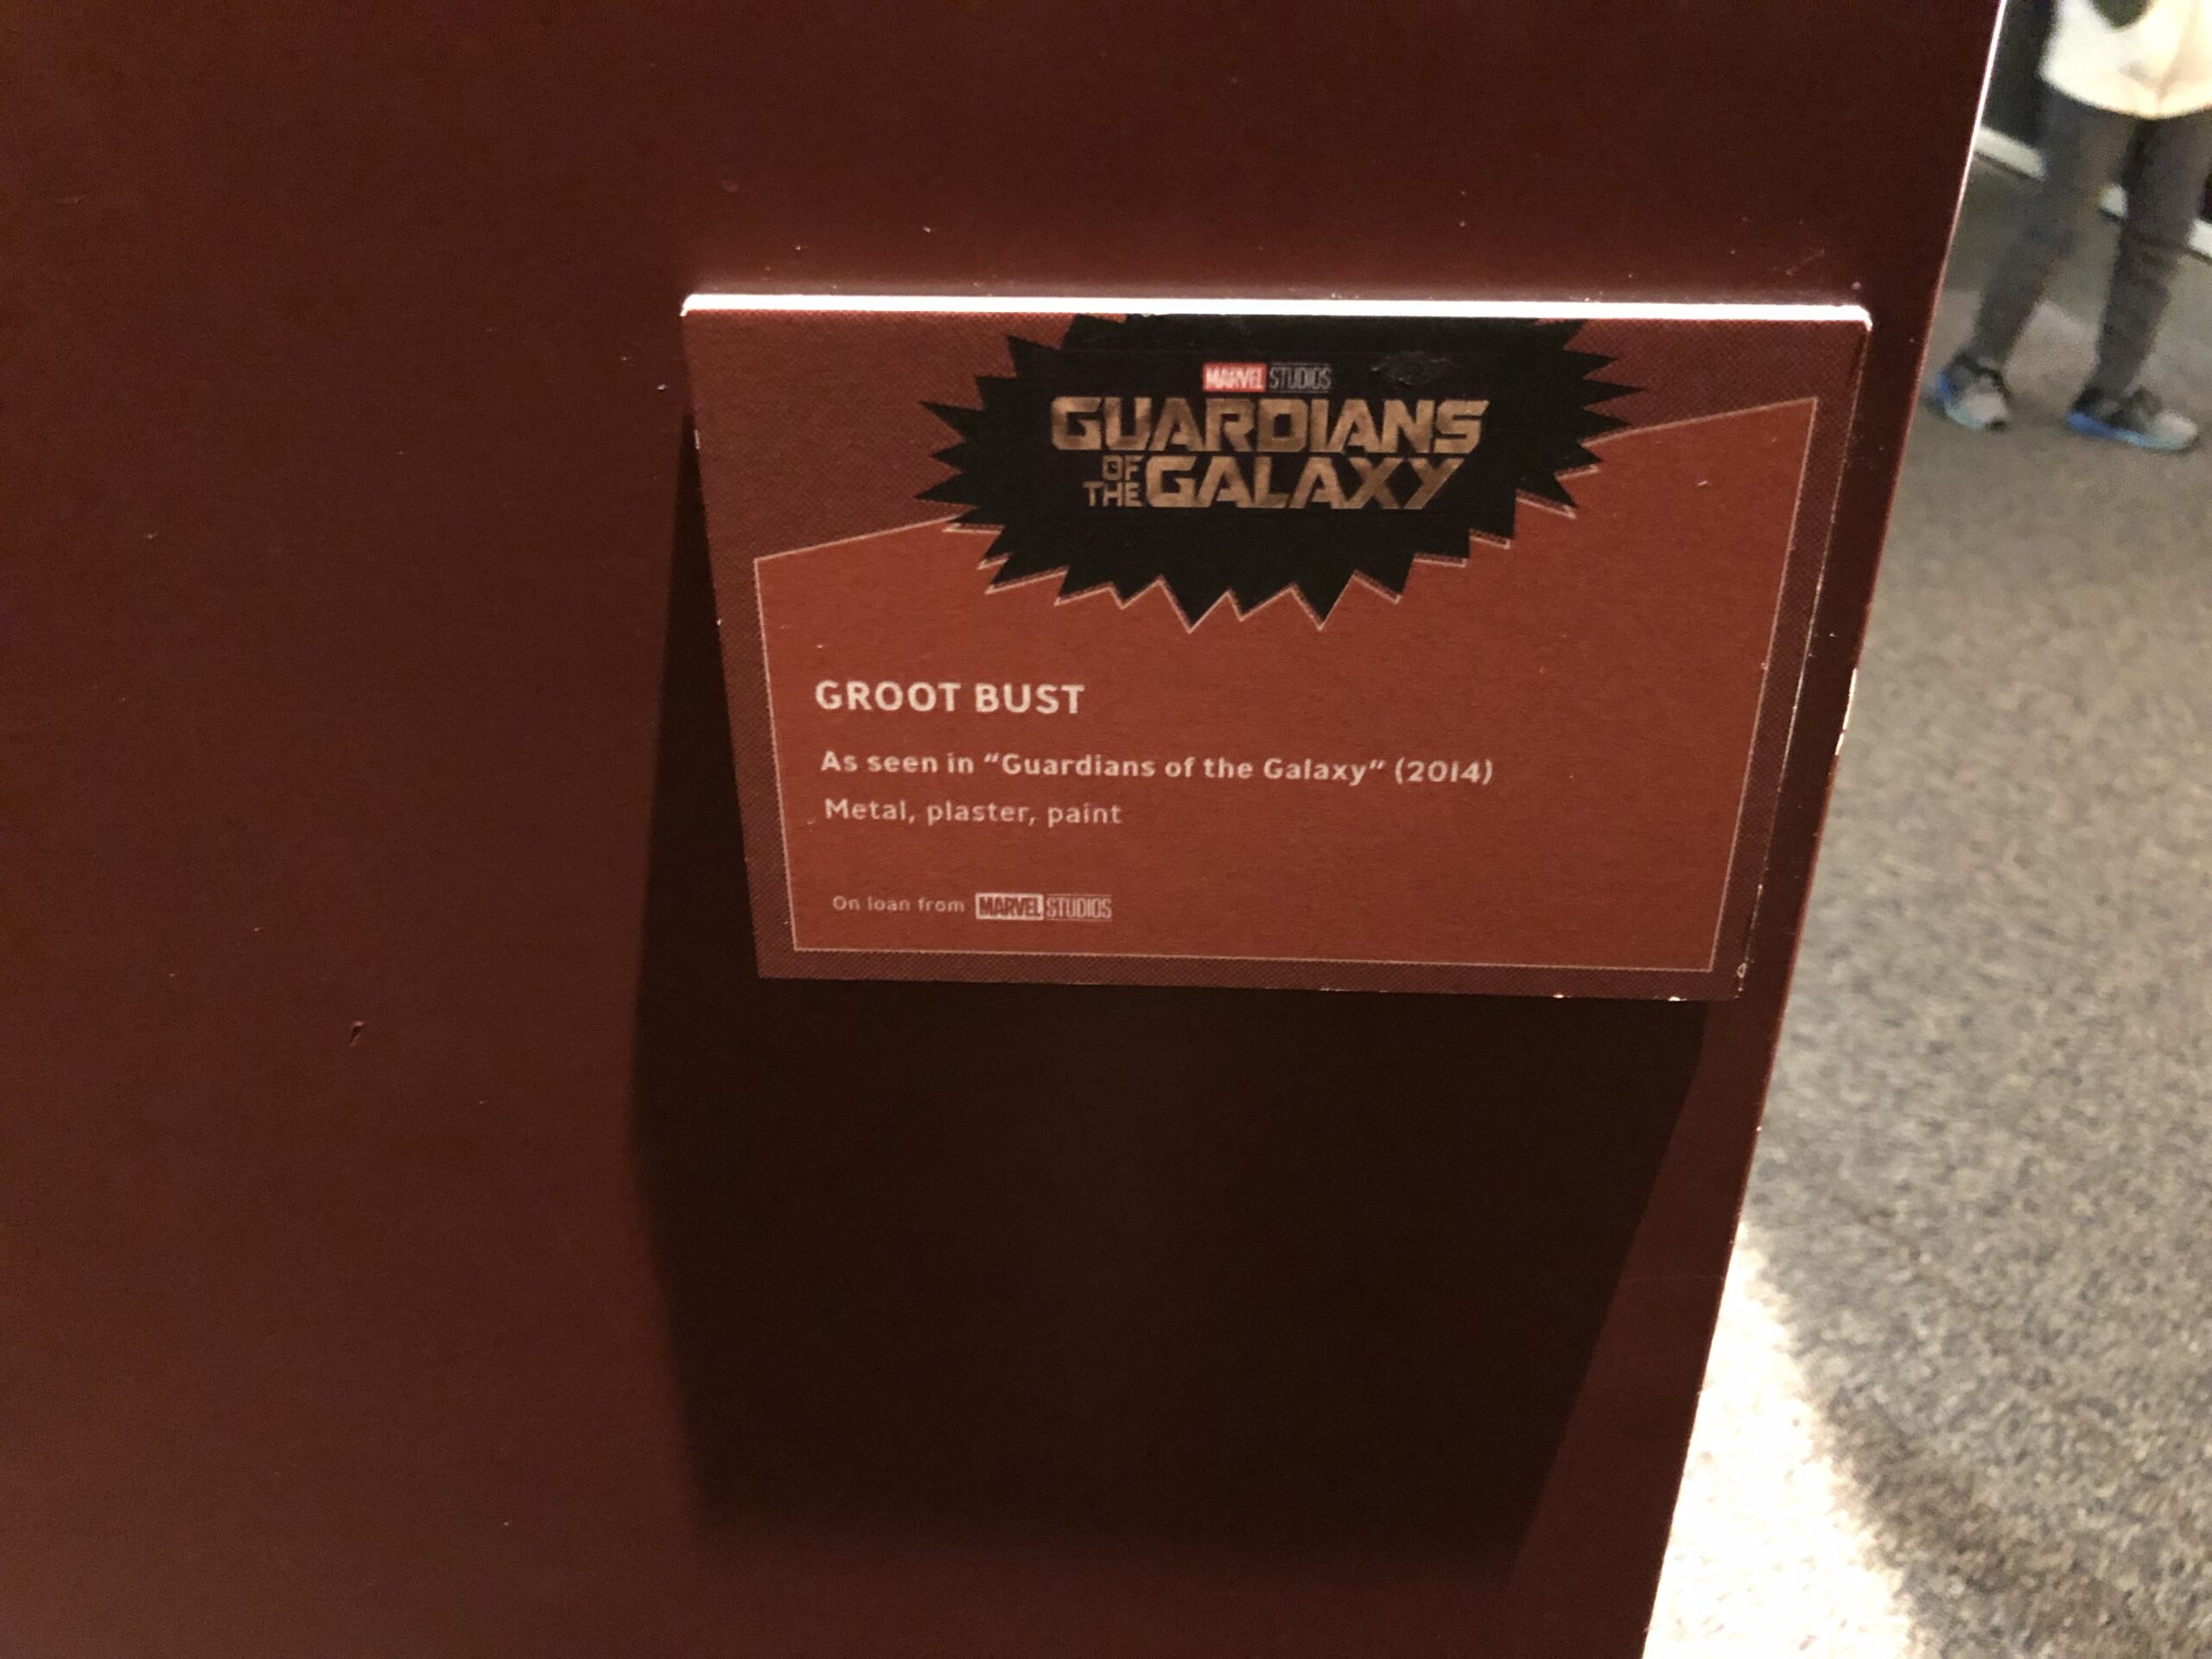 MARVEL STUDIOS
GUARDIANS
OF
THE GALAXY
GROOT BUST
As seen in “Guardians of the Galaxy” (2014)
Metal, plaster, paint
On loan from MARVEL STUDIOS